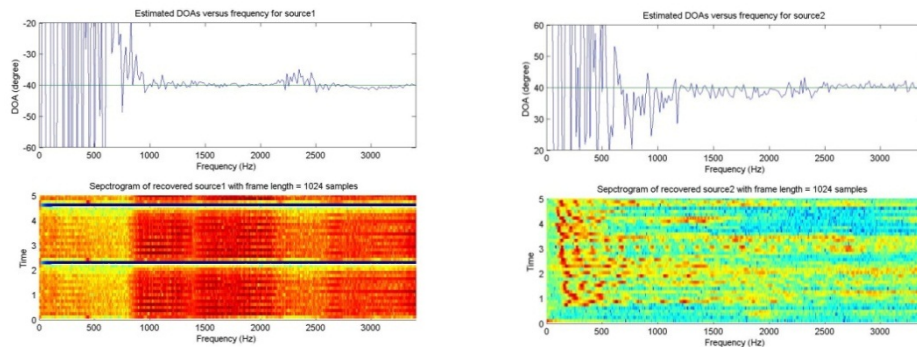 Estimated DOAs versus frequency for source1
-20
-30
-40
-50
-60
DOA (degree)
0 500 1000 1500 2000 2500 3000
Frequency (Hz)
Sepctrogram of recovered source1 with frame length = 1024 samples
5
4
3
2
1
0
Time
0 500 1000 1500 2000 2500 3000
Frequency (Hz)
Estimated DOAs versus frequency for source2
60
50
40
30
20
DOA (degree)
0 500 1000 1500 2000 2500 3000
Frequency (Hz)
Sepctrogram of recovered source2 with frame length = 1024 samples
5
4
3
2
1
0
Time
0 500 1000 1500 2000 2500 3000
Frequency (Hz)